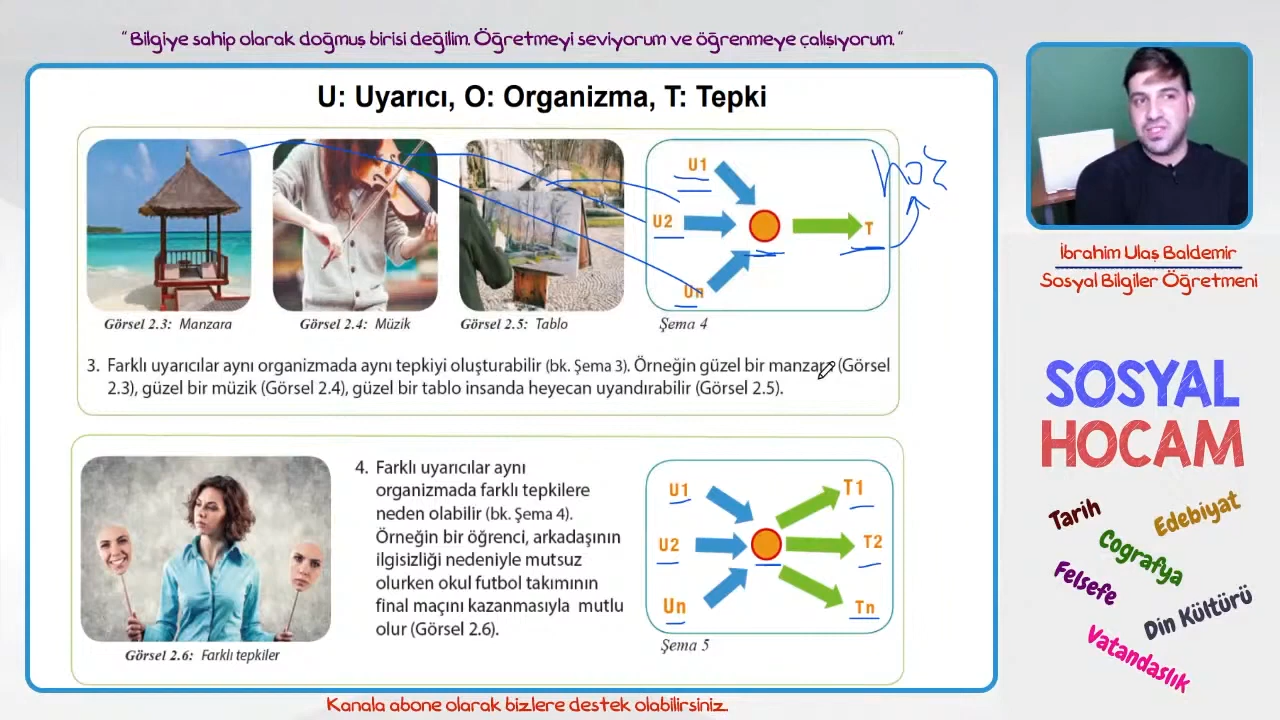 “Bilgiye sahip olarak doğmuş birisi değilim. Öğretmeyi seviyorum ve öğrenmeye çalışıyorum.“
U: Uyarıcı, O: Organizma, T: Tepki
U1
U2
Un
T
hoş
Görsel 2.3: Manzara
Görsel 2.4: Müzik
Görsel 2.5: Tablo
Şema 4
3. Farklı uyarıcılar aynı organizmada aynı tepkiyi oluşturabilir (bk. Şema 3). Örneğin güzel bir manzara (Görsel
2.3), güzel bir müzik (Görsel 2.4), güzel bir tablo insanda heyecan uyandırabilir (Görsel 2.5).
4. Farklı uyarıcılar aynı
organizmada farklı tepkilere
neden olabilir (bk. Şema 4).
Örneğin bir öğrenci, arkadaşının
ilgisizliği nedeniyle mutsuz
olurken okul futbol takımının
final maçını kazanmasıyla mutlu
olur (Görsel 2.6).
Görsel 2.6: Farklı tepkiler
U1
U2
Un
T1
T2
Tn
Şema 5
İbrahim Ulaş Baldemir
Sosyal Bilgiler Öğretmeni
SOSYAL
HOCAM
Tarih
Edebiyat
Coğrafya
Felsefe
Din Kültürü
Vatandaşlık
Kanala abone olarak bizlere destek olabilirsiniz.